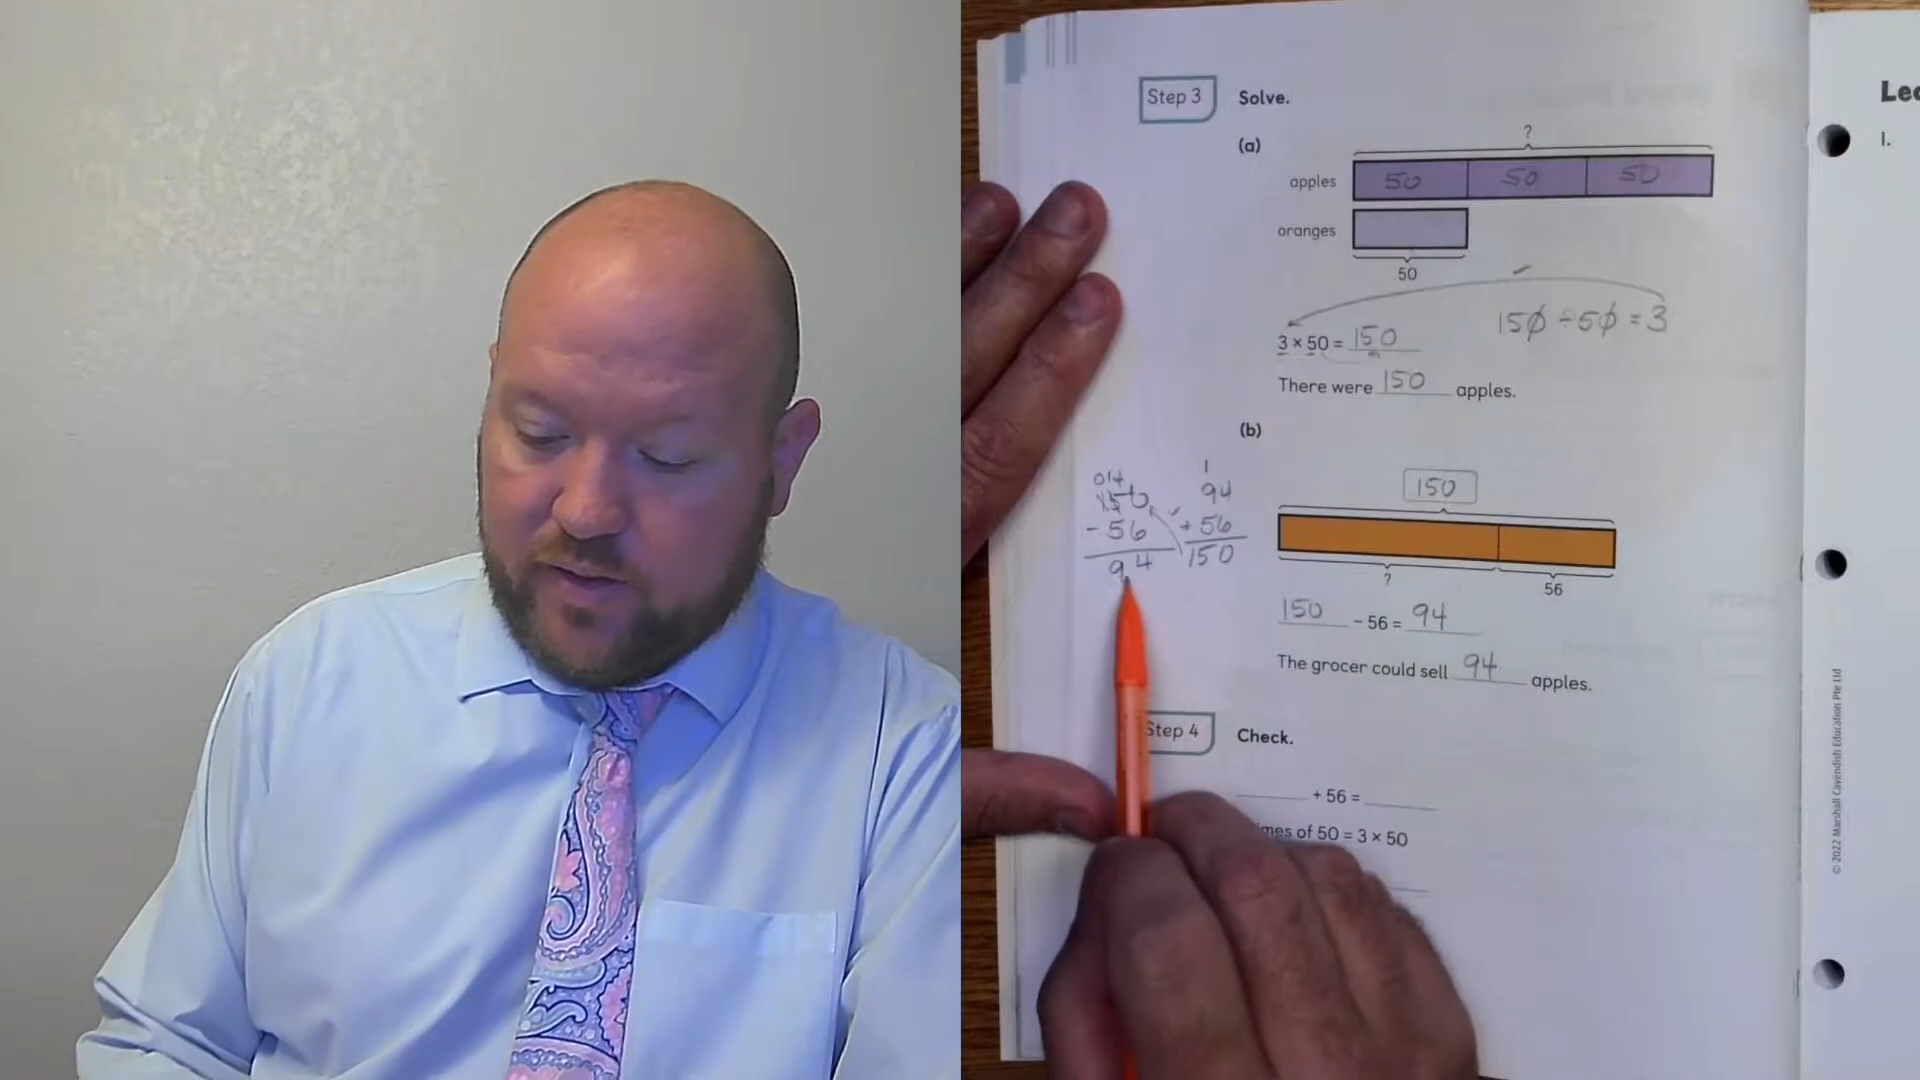 Step 3 Solve.
(a)
?
apples 50 50 50
oranges
50
150 ÷ 50 = 3
3 × 50 = 150
There were 150 apples.
(b)
014
150
- 56
94
1
94
+ 56
150
150
?
56
150 - 56 = 94
The grocer could sell 94 apples.
Step 4 Check.
+ 56 =
of 50 = 3 × 50
© 2022 Marshall Cavendish Education Pte Ltd
1.